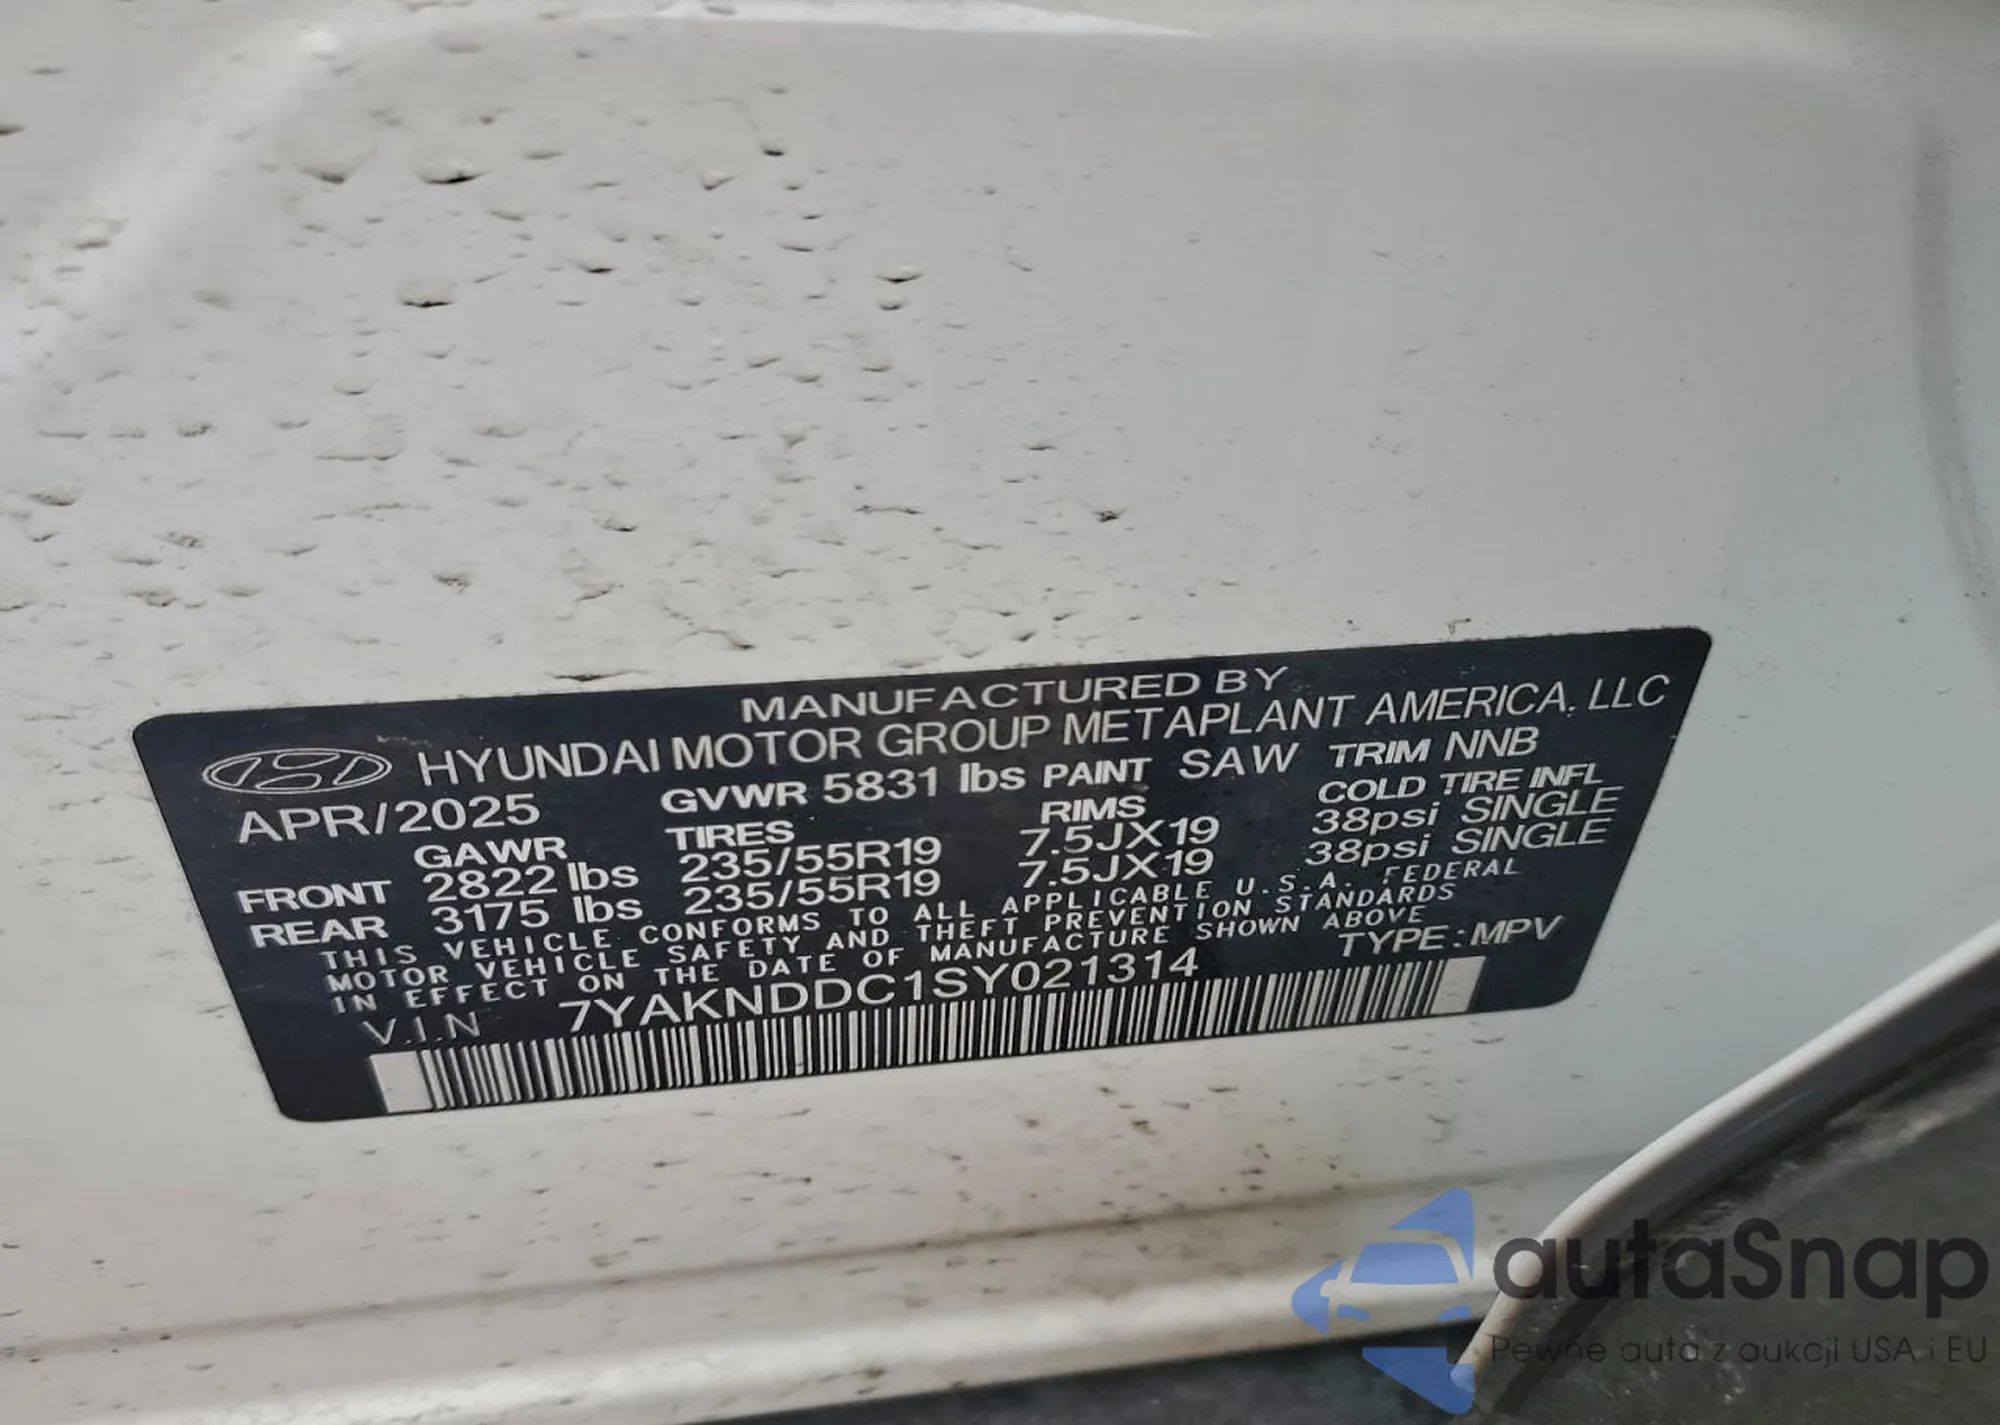 MANUFACTURED BY
HYUNDAI MOTOR GROUP METAPLANT AMERICA, LLC
APR/2025 GVWR 5831 lbs PAINT SAW TRIM NNB
GAWR TIRES RIMS COLD TIRE INFL
FRONT 2822 lbs 235/55R19 7.5JX19 38psi SINGLE
REAR 3175 lbs 235/55R19 7.5JX19 38psi SINGLE
THIS VEHICLE CONFORMS TO ALL APPLICABLE U.S.A. FEDERAL
MOTOR VEHICLE SAFETY AND THEFT PREVENTION STANDARDS
IN EFFECT ON THE DATE OF MANUFACTURE SHOWN ABOVE
V.I.N 7YAKNDDC1SY021314 TYPE:MPV
autaSnap
Pewne auta z aukcji USA i EU